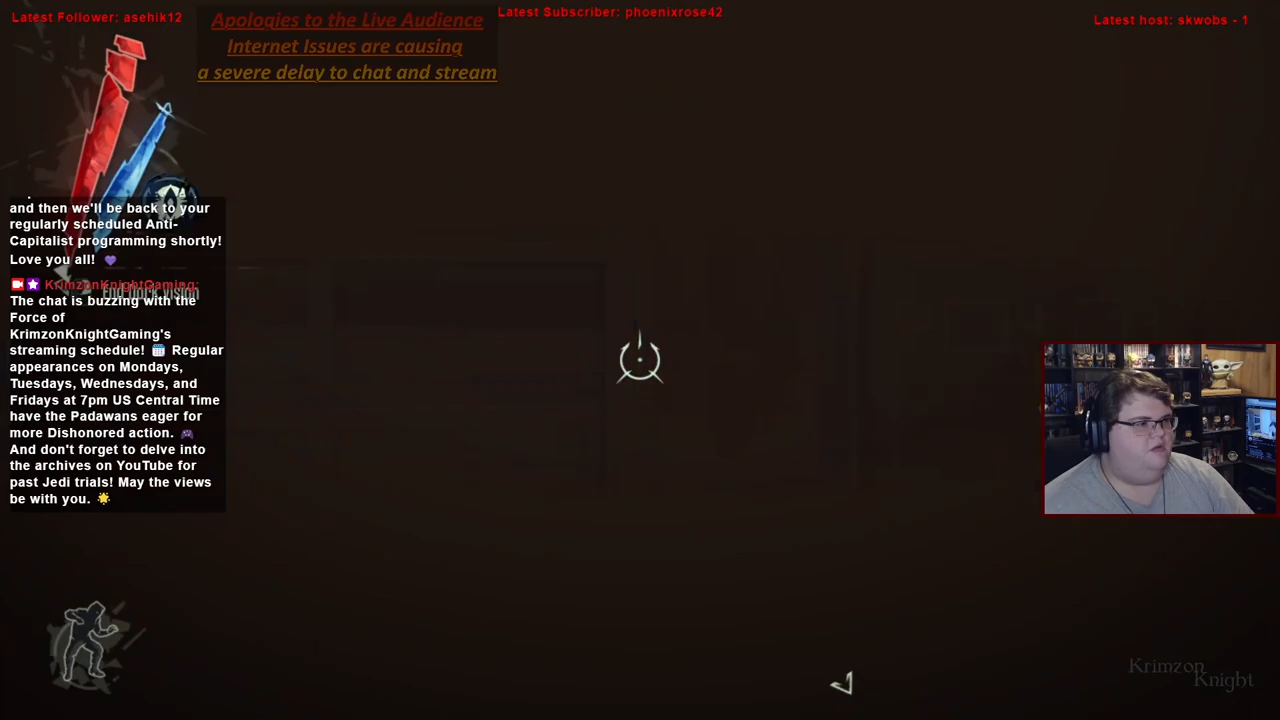 Latest Follower: asehik12
Apologies to the Live Audience
Internet Issues are causing
a severe delay to chat and stream
Latest Subscriber: phoenixrose42
Latest host: skwobs - 1
and then we'll be back to your
regularly scheduled Anti-
Capitalist programming shortly!
Love you all! 💜
KrimzonKnightGaming:
The chat is buzzing with the
Force of
KrimzonKnightGaming's
streaming schedule! 🗓️ Regular
appearances on Mondays,
Tuesdays, Wednesdays, and
Fridays at 7pm US Central Time
have the Padawans eager for
more Dishonored action. 🎮
And don't forget to delve into
the archives on YouTube for
past Jedi trials! May the views
be with you. 🌟
Krimzon
Knight